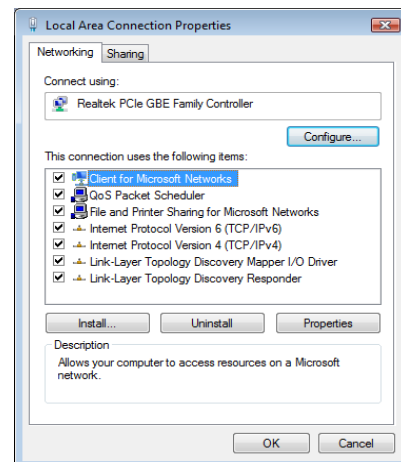 Local Area Connection Properties
Networking
Sharing
Connect using:
Realtek PCIe GBE Family Controller
Configure...
This connection uses the following items:
Client for Microsoft Networks
QoS Packet Scheduler
File and Printer Sharing for Microsoft Networks
Internet Protocol Version 6 (TCP/IPv6)
Internet Protocol Version 4 (TCP/IPv4)
Link-Layer Topology Discovery Mapper I/O Driver
Link-Layer Topology Discovery Responder
Install...
Uninstall
Properties
Description
Allows your computer to access resources on a Microsoft
network.
OK
Cancel